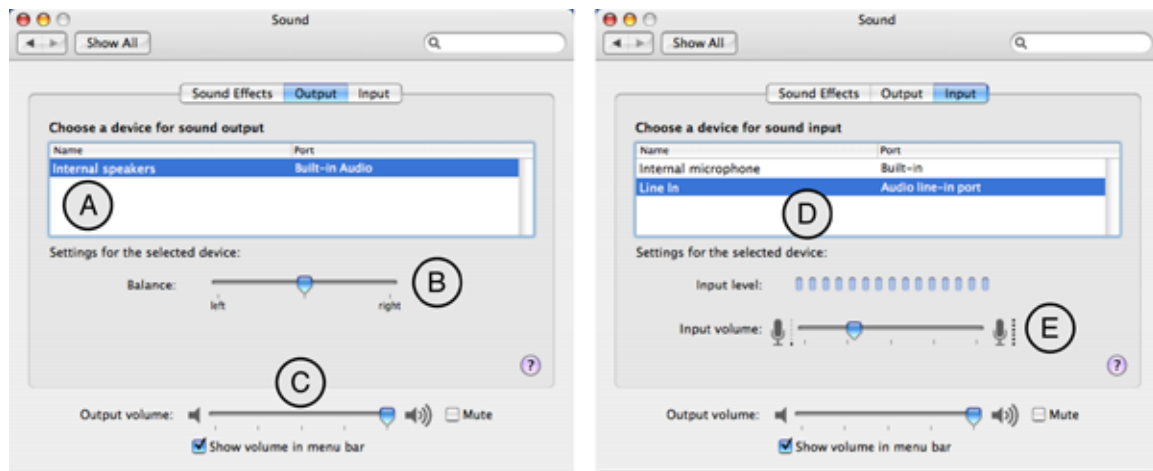 Sound
Show All
Sound Effects Output Input
Choose a device for sound output
Name Port
Internal speakers Built-in Audio
A
Settings for the selected device:
Balance:
left right
B
C
?
Output volume: Mute
Show volume in menu bar
Sound
Show All
Sound Effects Output Input
Choose a device for sound input
Name Port
Internal microphone Built-in
Line In Audio line-in port
D
Settings for the selected device:
Input level:
Input volume:
E
?
Output volume: Mute
Show volume in menu bar